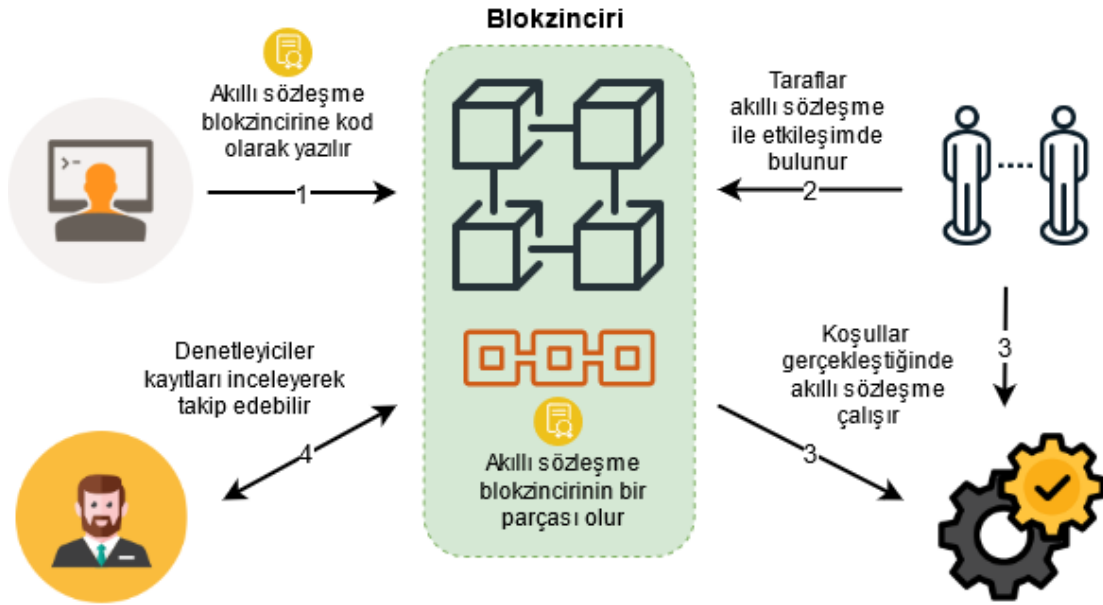 Blokzinciri
Akıllı sözleşme
blokzincirine kod
olarak yazılır
1
Taraflar
akıllı sözleşme
ile etkileşimde
bulunur
2
Koşullar
gerçekleştiğinde
akıllı sözleşme
çalışır
3
3
Denetleyiciler
kayıtları inceleyerek
takip edebilir
4
Akıllı sözleşme
blokzincirinin bir
parçası olur